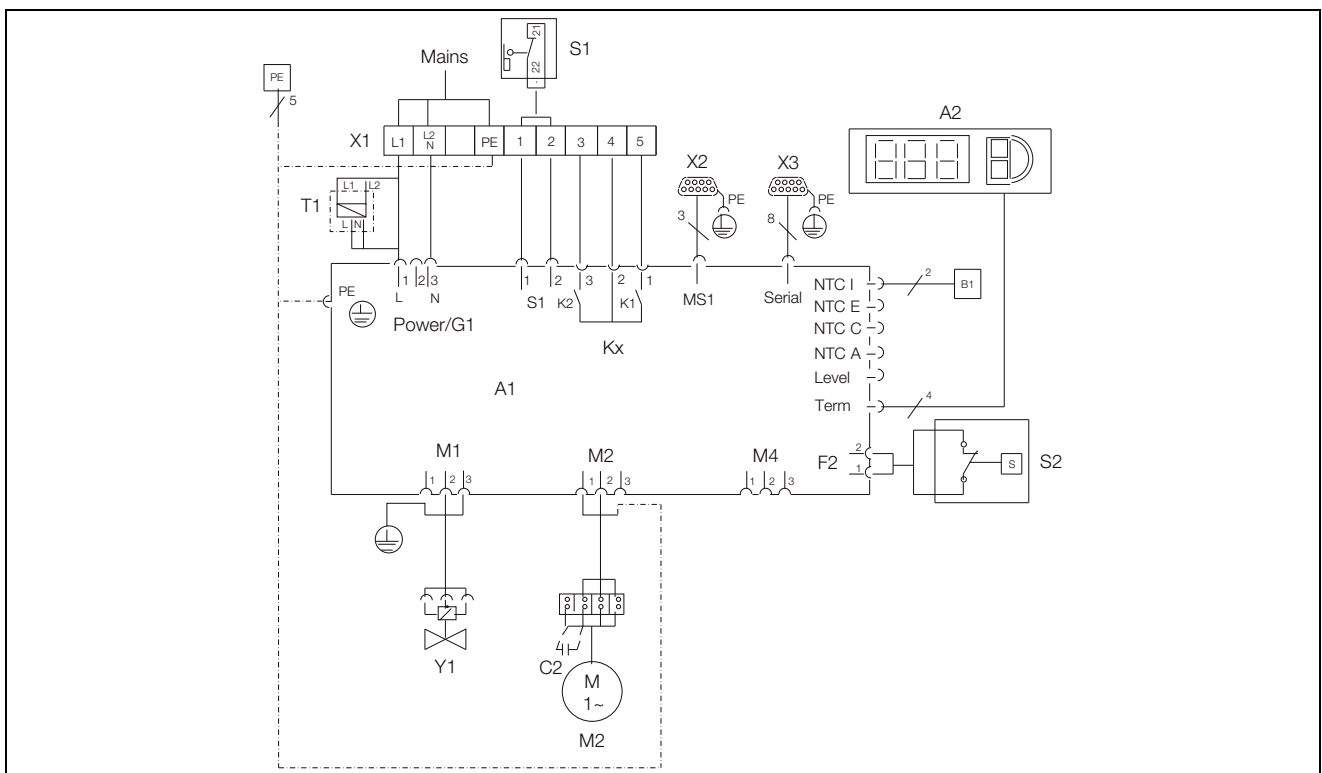 21
22
S1
Mains
PE
5
A2
X1
L1
L2
N
PE
1
2
3
4
5
X2
X3
L1
L2
T1
L
N
PE
PE
3
8
1
2
3
L
N
Power/G1
PE
1
2
S1
3
K2
2
K1
1
Kx
MS1
Serial
NTC I
2
B1
NTC E
NTC C
NTC A
Level
Term
4
A1
M1
1
2
3
M2
1
2
3
M4
1
2
3
F2
2
1
S
S2
Y1
C2
M
1~
M2